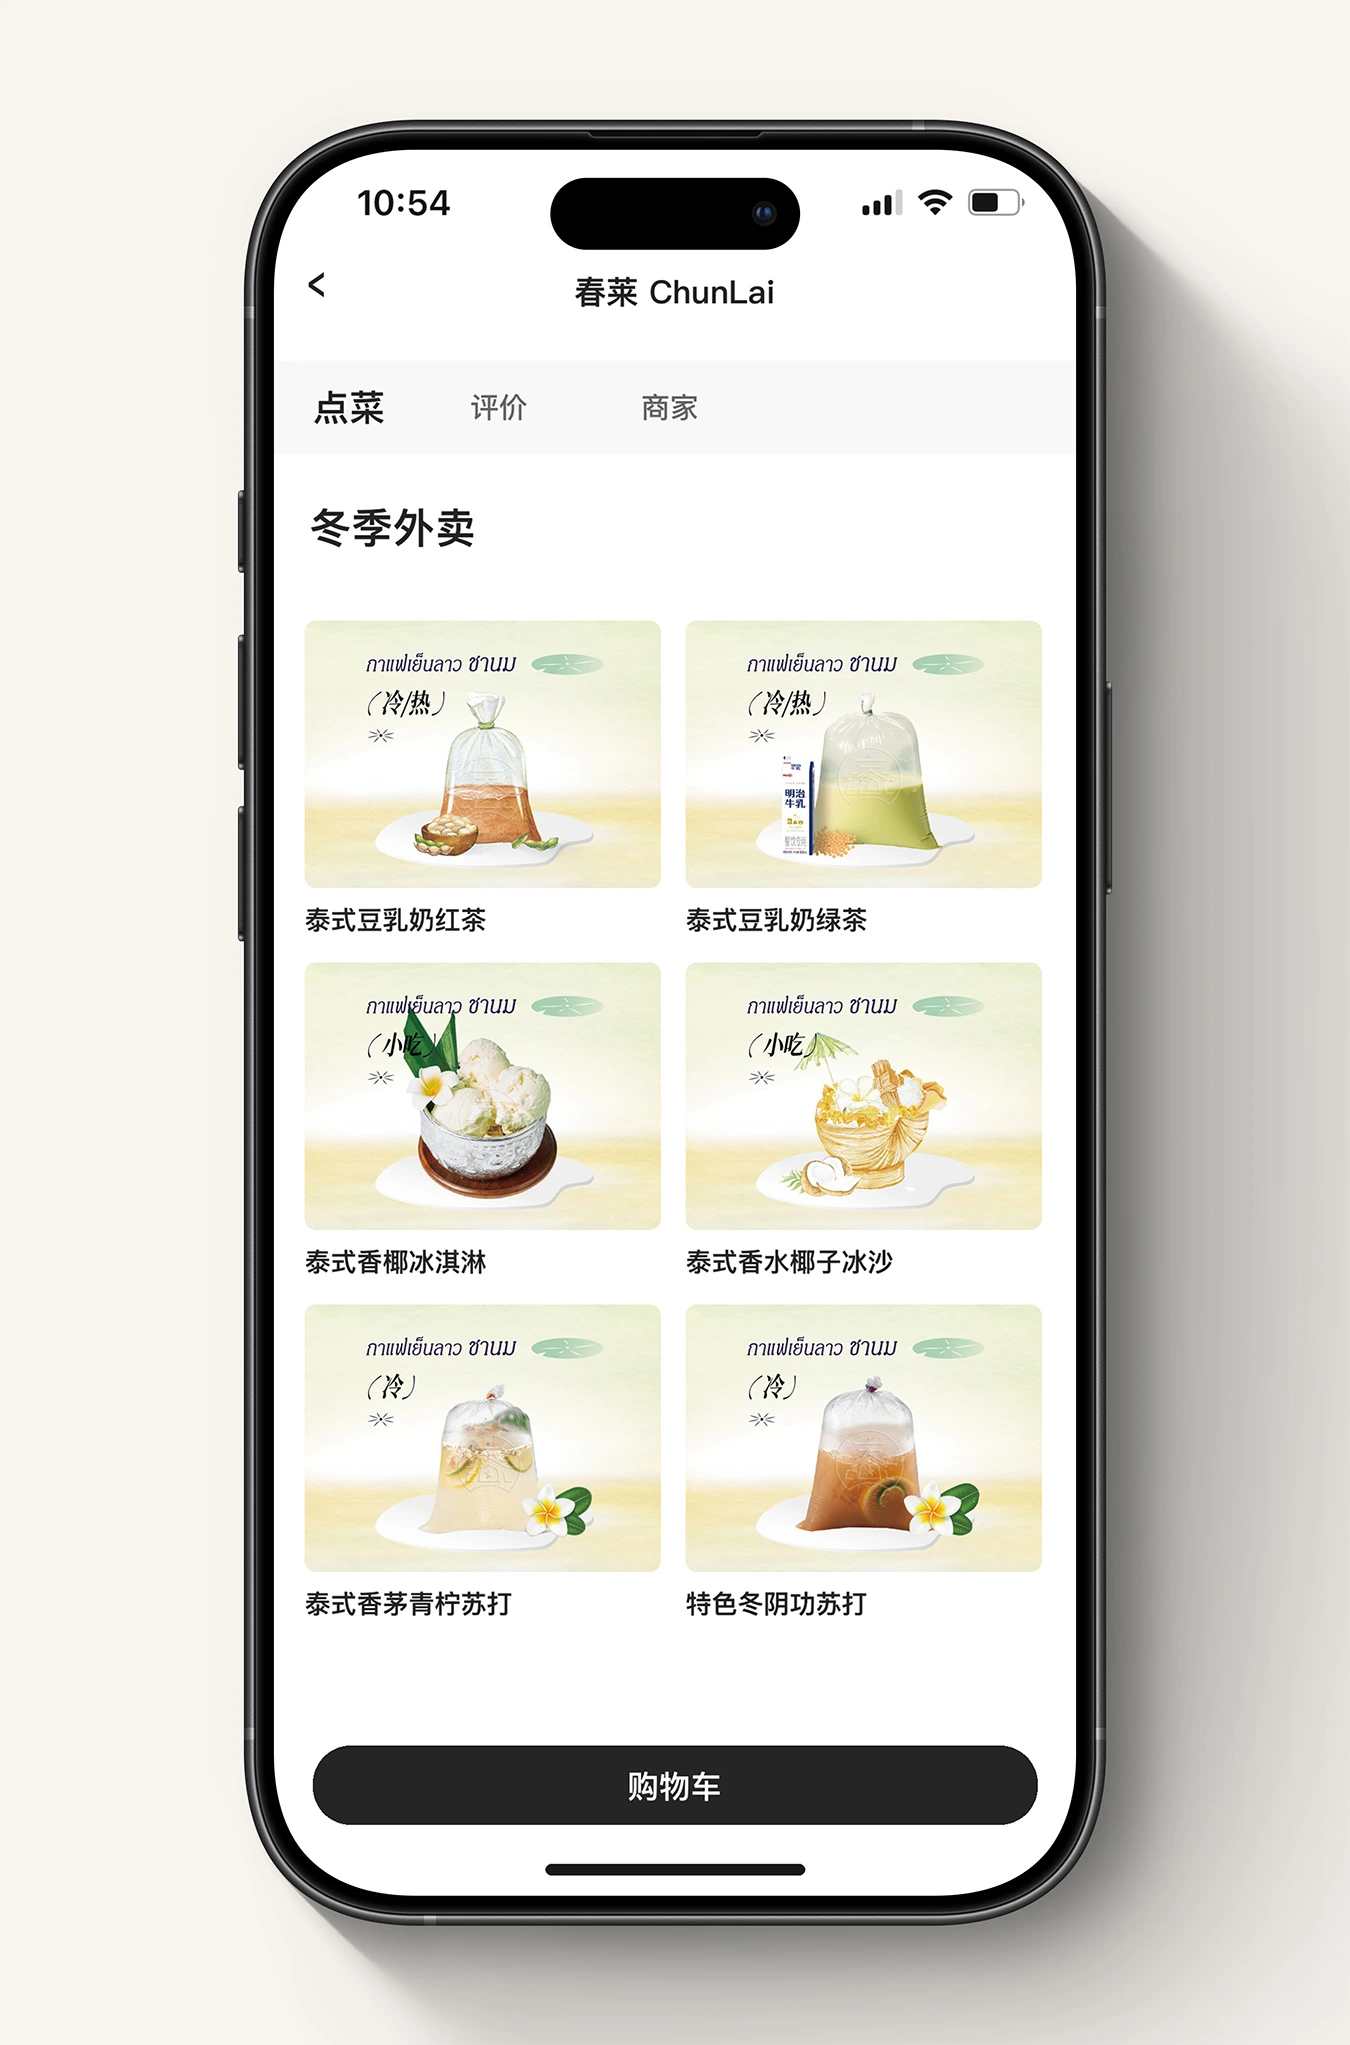 10:54
<
春莱 ChunLai
点菜 评价 商家
冬季外卖
กาแฟเย็นลาว ชานม
(冷/热)
泰式豆乳奶红茶
กาแฟเย็นลาว ชานม
(冷/热)
明治
牛乳
泰式豆乳奶绿茶
กาแฟเย็นลาว ชานม
(小吃)
泰式香椰冰淇淋
กาแฟเย็นลาว ชานม
(小吃)
泰式香水椰子冰沙
กาแฟเย็นลาว ชานม
(冷)
泰式香茅青柠苏打
กาแฟเย็นลาว ชานม
(冷)
特色冬阴功苏打
购物车